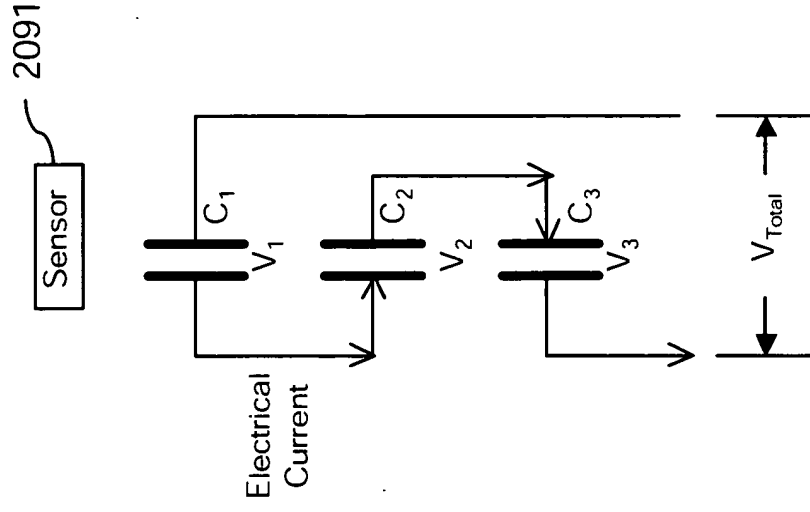 2091
Sensor
C1
V1
C2
V2
C3
V3
Electrical
Current
VTotal